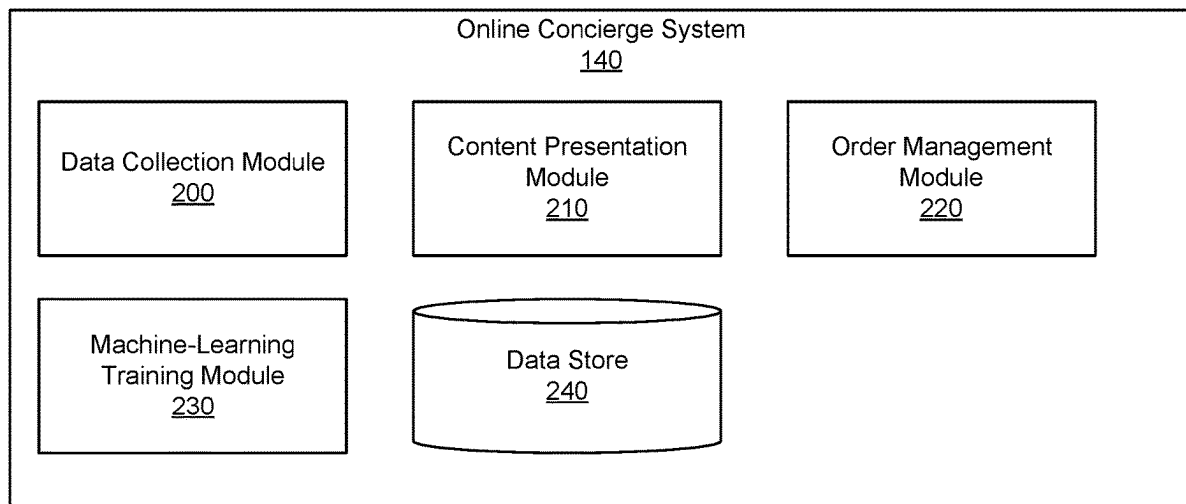 Online Concierge System
140
Data Collection Module
200
Content Presentation
Module
210
Order Management
Module
220
Machine-Learning
Training Module
230
Data Store
240